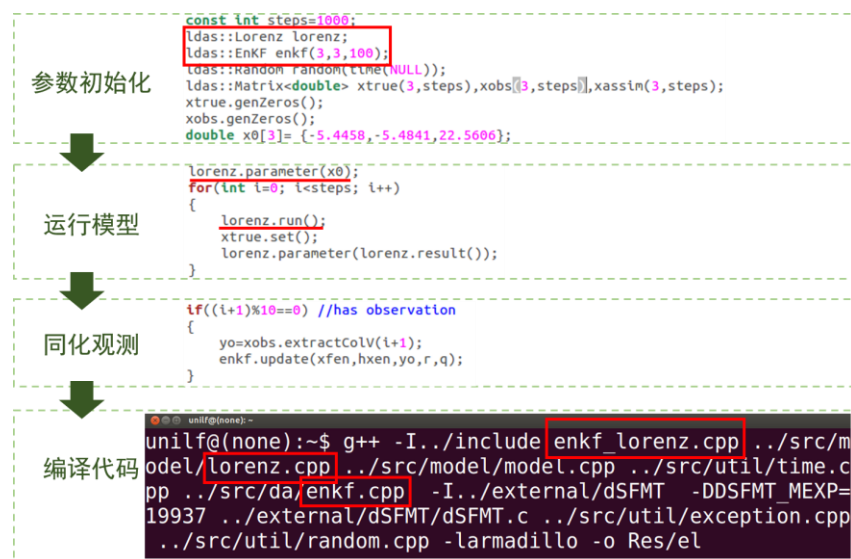 参数初始化
const int steps=1000;
ldas::Lorenz lorenz;
ldas::EnKF enkf(3,3,100);
ldas::Random random(time(NULL));
ldas::Matrix<double> xtrue(3,steps),xobs(3,steps),xassim(3,steps);
xtrue.genZeros();
xobs.genZeros();
double x0[3]= {-5.4458,-5.4841,22.5606};
运行模型
lorenz.parameter(x0);
for(int i=0; i<steps; i++)
{
lorenz.run();
xtrue.set();
lorenz.parameter(lorenz.result());
}
同化观测
if((i+1)%10==0) //has observation
{
yo=xobs.extractColV(i+1);
enkf.update(xfen,hxen,yo,r,q);
}
编译代码
unilf@(none): ~
unilf@(none):~$ g++ -I../include enkf_lorenz.cpp ../src/m
odel/lorenz.cpp ../src/model/model.cpp ../src/util/time.c
pp ../src/da/enkf.cpp -I../external/dSFMT -DDSFMT_MEXP=
19937 ../external/dSFMT/dSFMT.c ../src/util/exception.cpp
../src/util/random.cpp -larmadillo -o Res/el